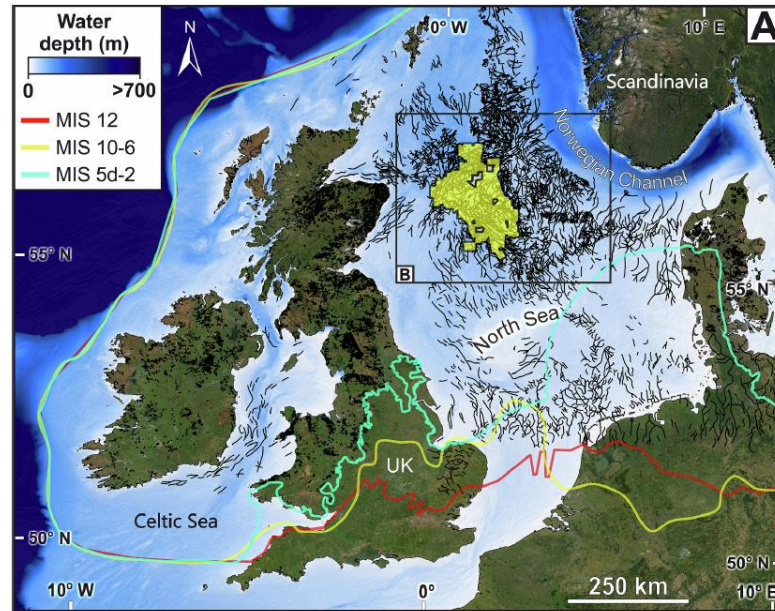 A
Water
depth (m)
0 >700
MIS 12
MIS 10-6
MIS 5d-2
N
0° W
10° E
Scandinavia
Norwegian Channel
55° N
B
55° N
North Sea
UK
Celtic Sea
50° N
50° N
10° W
0°
250 km
10° E